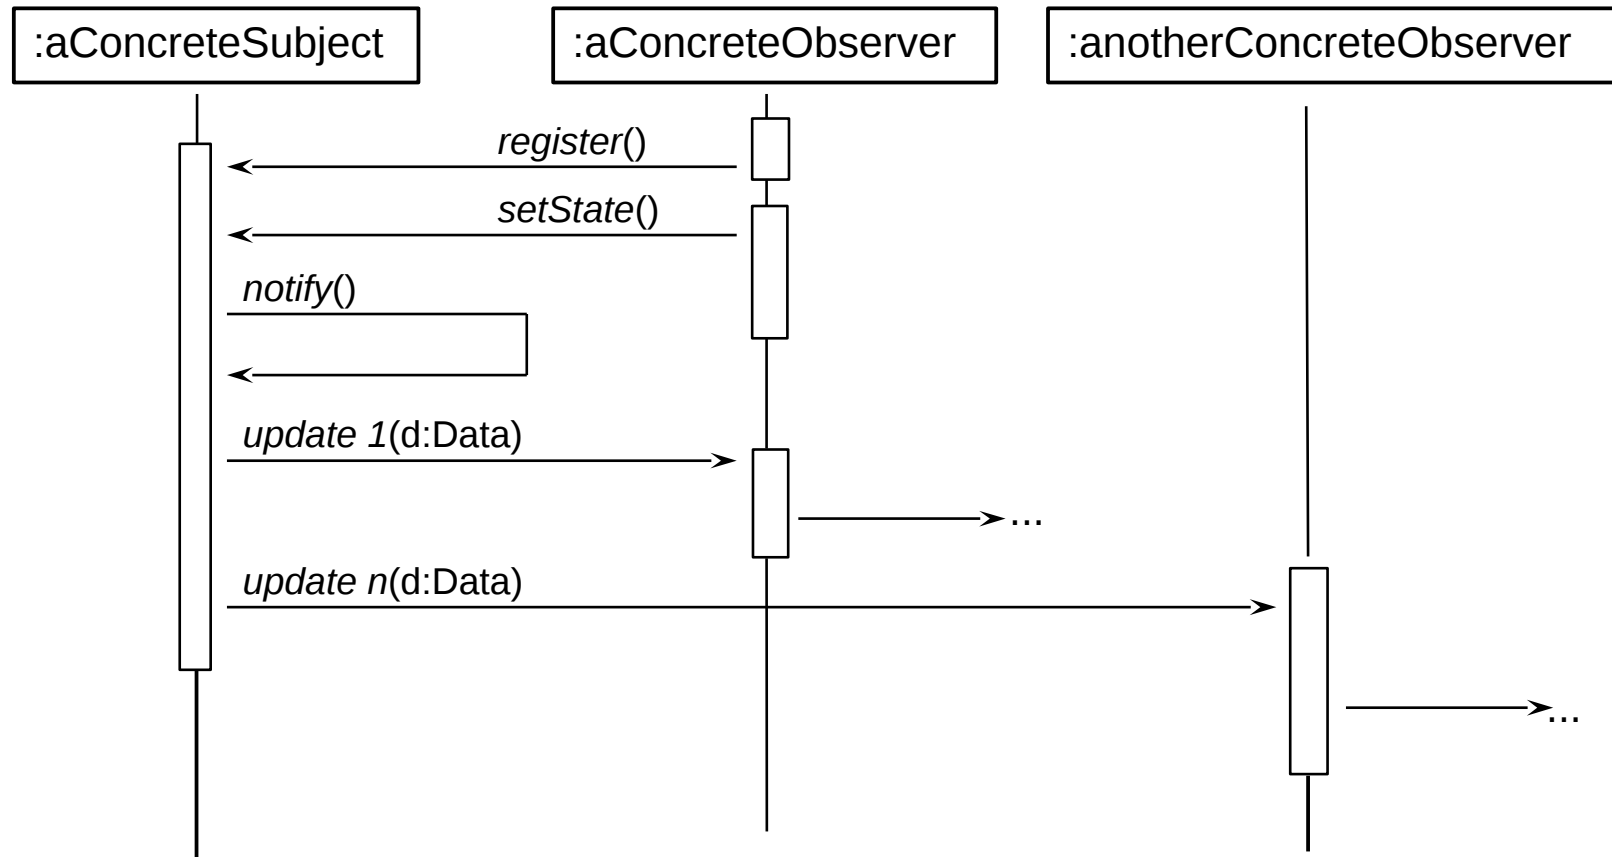 :aConcreteSubject
:aConcreteObserver
:anotherConcreteObserver
register()
setState()
notify()
update 1(d:Data)
...
update n(d:Data)
...